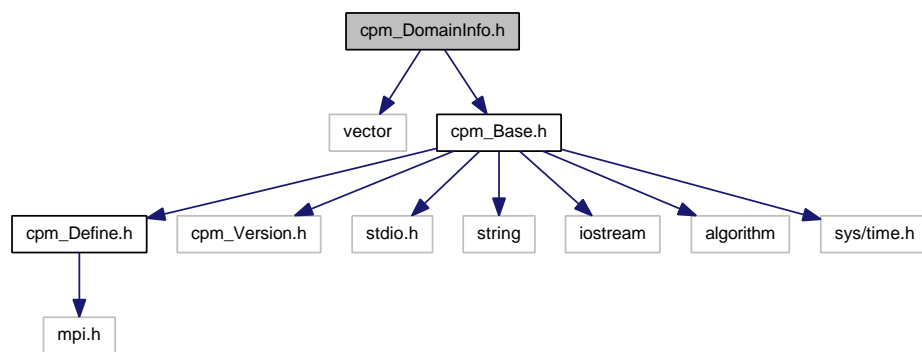 cpm_DomainInfo.h
vector
cpm_Base.h
cpm_Define.h
cpm_Version.h
stdio.h
string
iostream
algorithm
sys/time.h
mpi.h